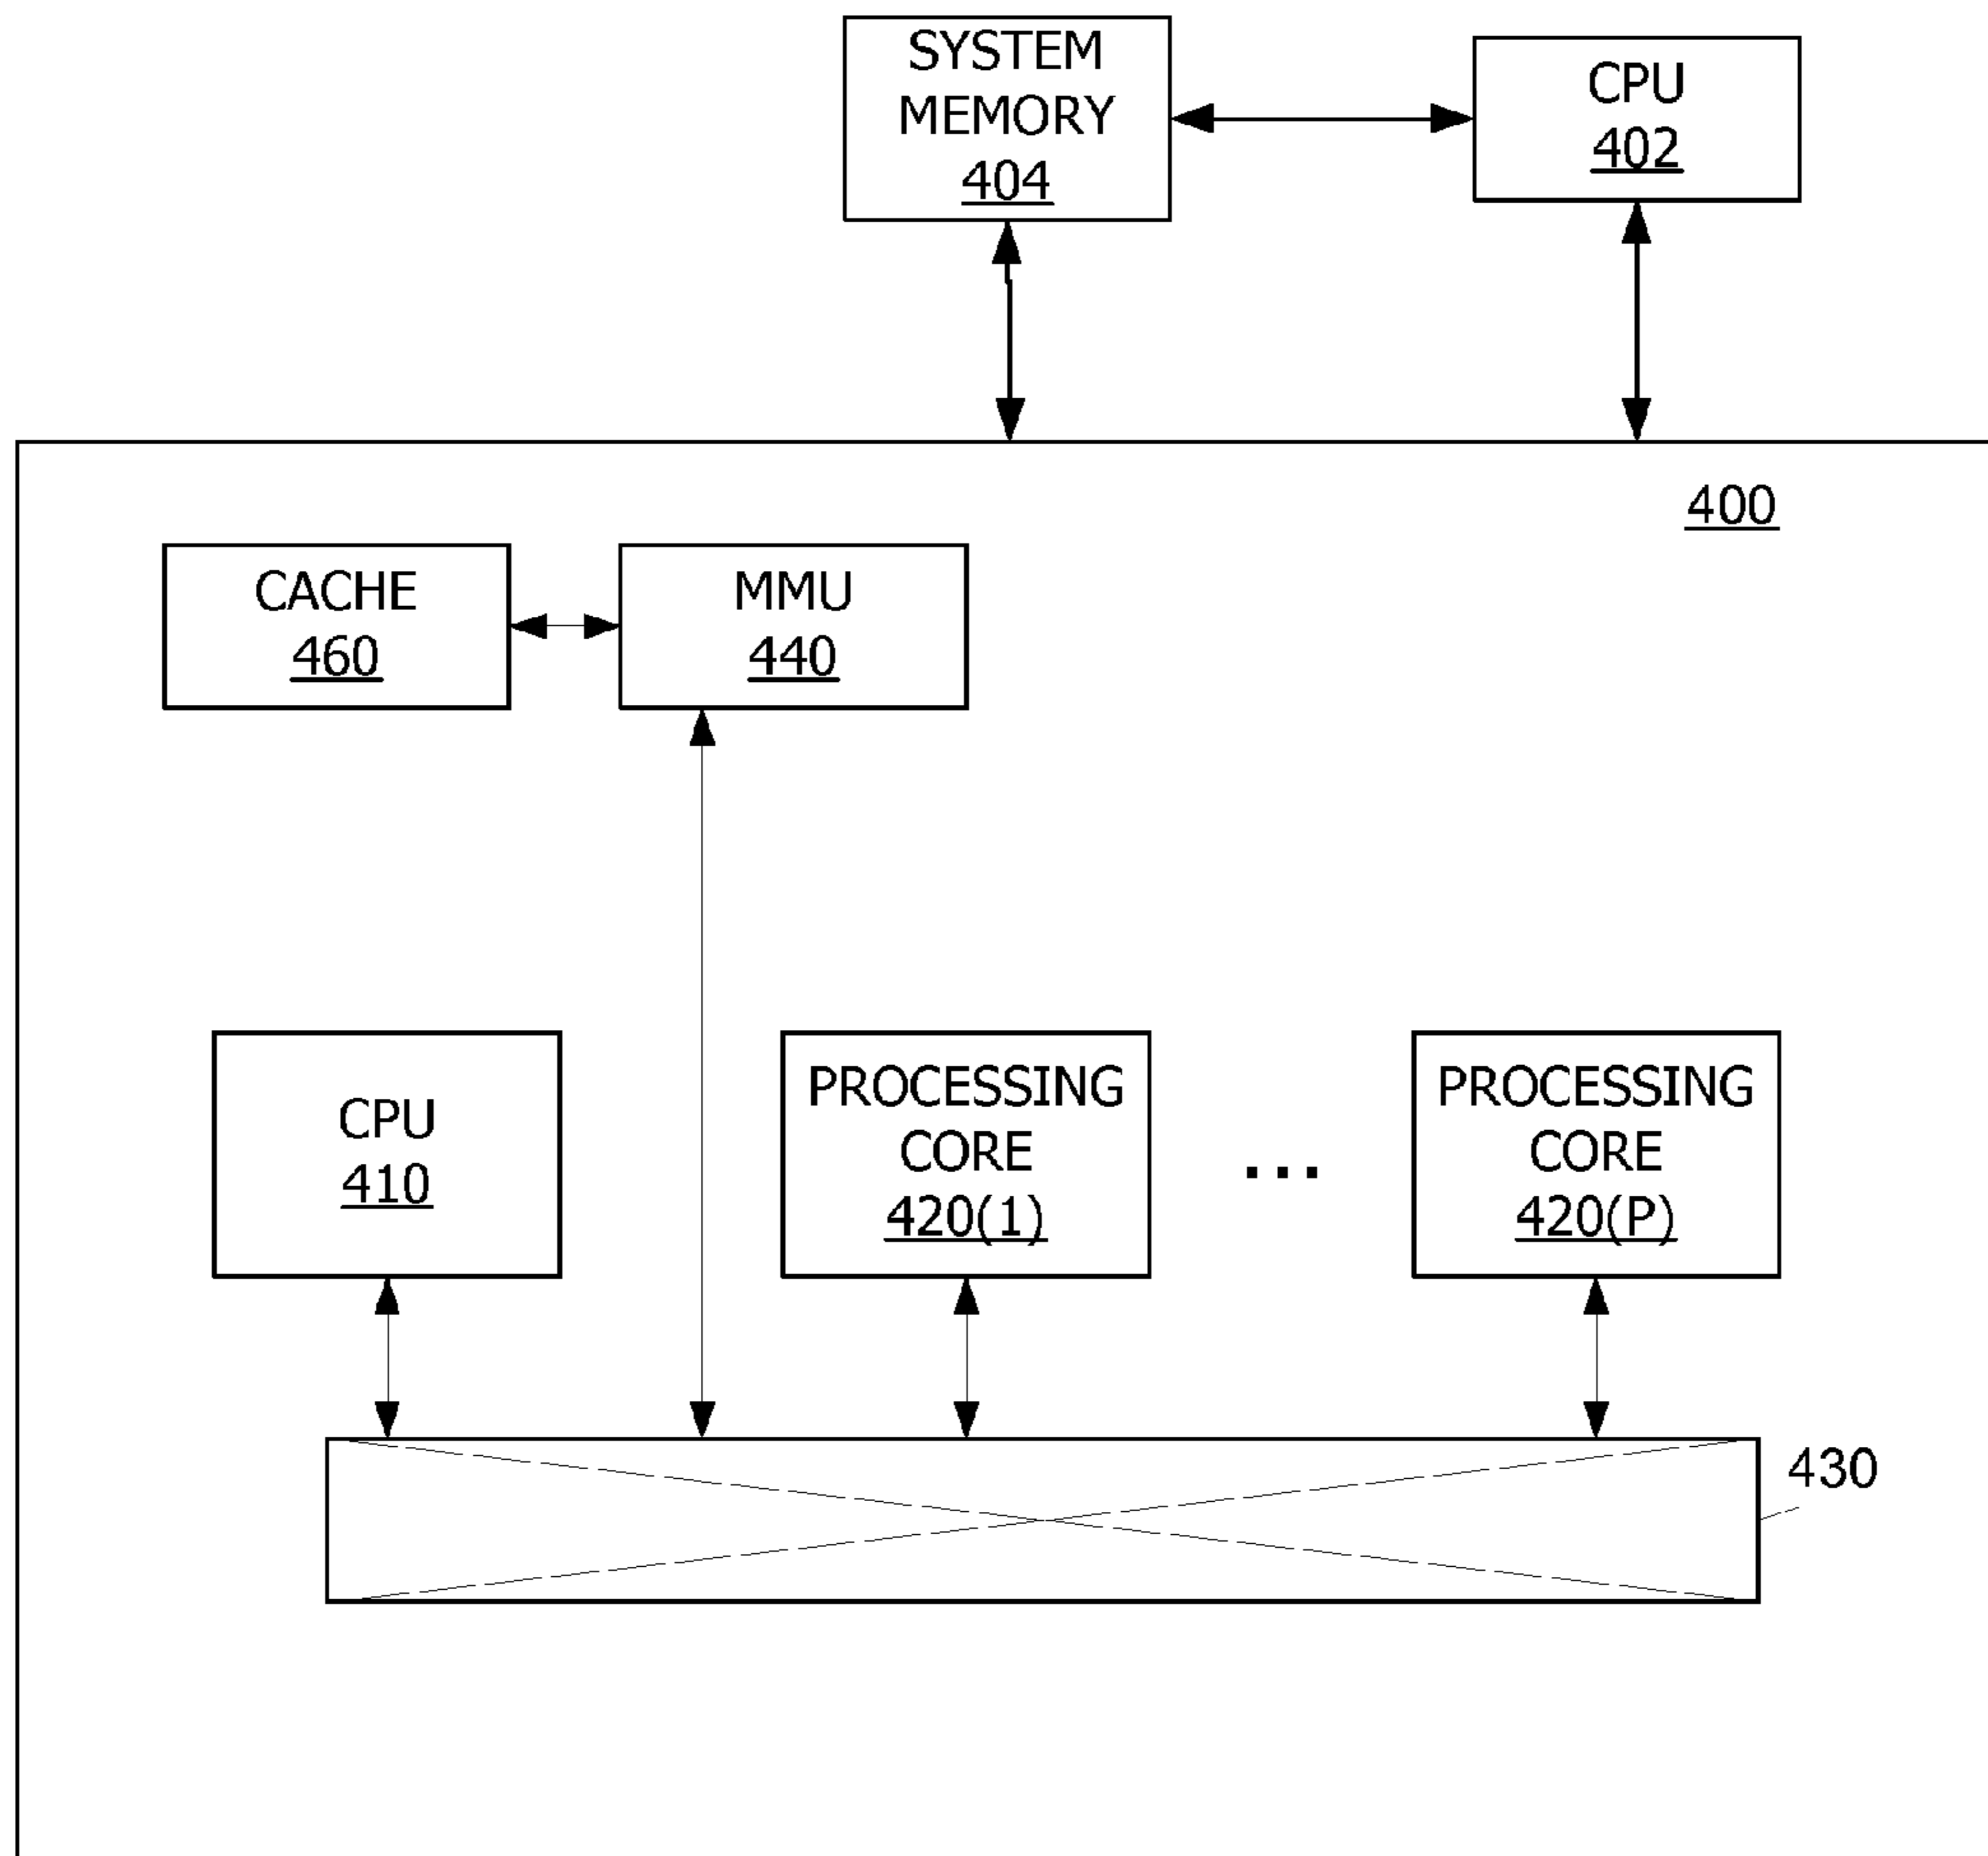 SYSTEM
MEMORY
404
CPU
402
400
CACHE
460
MMU
440
CPU
410
PROCESSING
CORE
420(1)
...
PROCESSING
CORE
420(P)
430